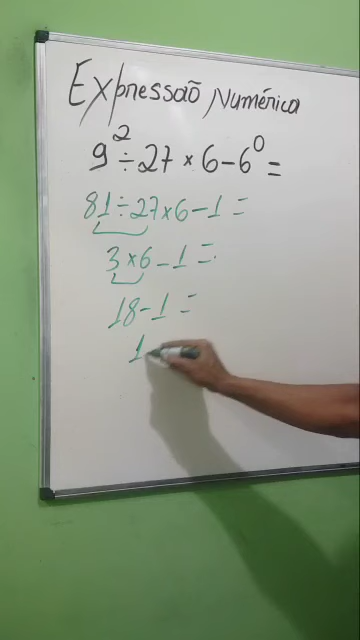 Expressão Numérica
9² ÷ 27 × 6 − 6⁰ =
81 ÷ 27 × 6 − 1 =
3 × 6 − 1 =
18 − 1 =
1